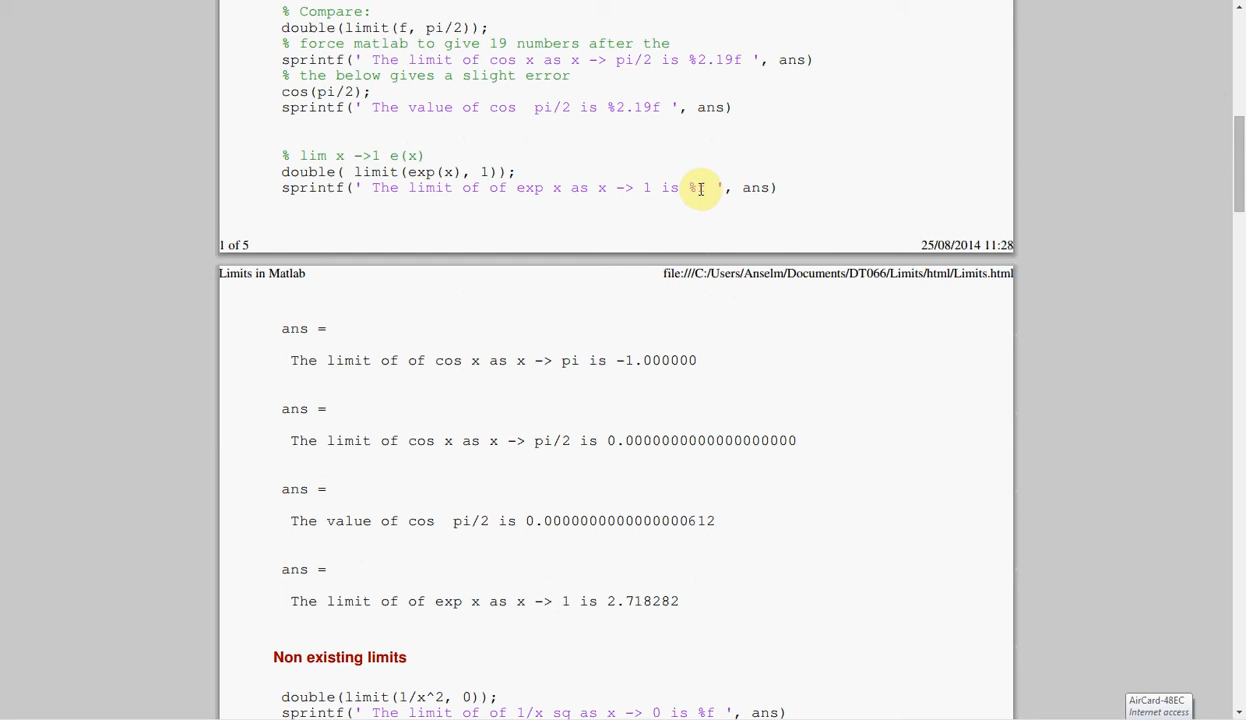 % Compare:
double(limit(f, pi/2));
% force matlab to give 19 numbers after the
sprintf(' The limit of cos x as x -> pi/2 is %2.19f ', ans)
% the below gives a slight error
cos(pi/2);
sprintf(' The value of cos  pi/2 is %2.19f ', ans)
% lim x ->1 e(x)
double( limit(exp(x), 1));
sprintf(' The limit of of exp x as x -> 1 is %f ', ans)
1 of 5
25/08/2014 11:28
Limits in Matlab
file:///C:/Users/Anselm/Documents/DT066/Limits/html/Limits.html
ans =
The limit of of cos x as x -> pi is -1.000000
ans =
The limit of cos x as x -> pi/2 is 0.0000000000000000000
ans =
The value of cos  pi/2 is 0.0000000000000000612
ans =
The limit of of exp x as x -> 1 is 2.718282
Non existing limits
double(limit(1/x^2, 0));
sprintf(' The limit of of 1/x sq as x -> 0 is %f ', ans)
AirCard-48EC
Internet access